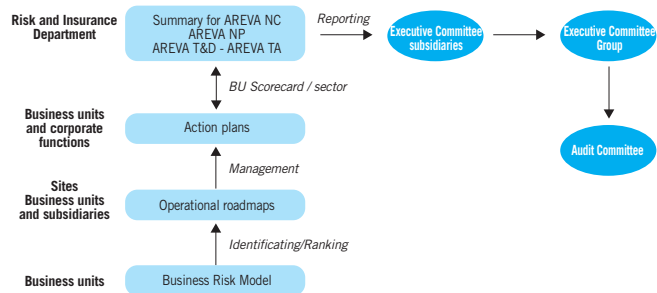 Risk and Insurance
Department
Summary for AREVA NC
AREVA NP
AREVA T&D - AREVA TA
Reporting
Executive Committee
subsidiaries
Executive Committee
Group
BU Scorecard / sector
Business units
and corporate
functions
Action plans
Audit Committee
Management
Sites
Business units
and subsidiaries
Operational roadmaps
Identificating/Ranking
Business units
Business Risk Model